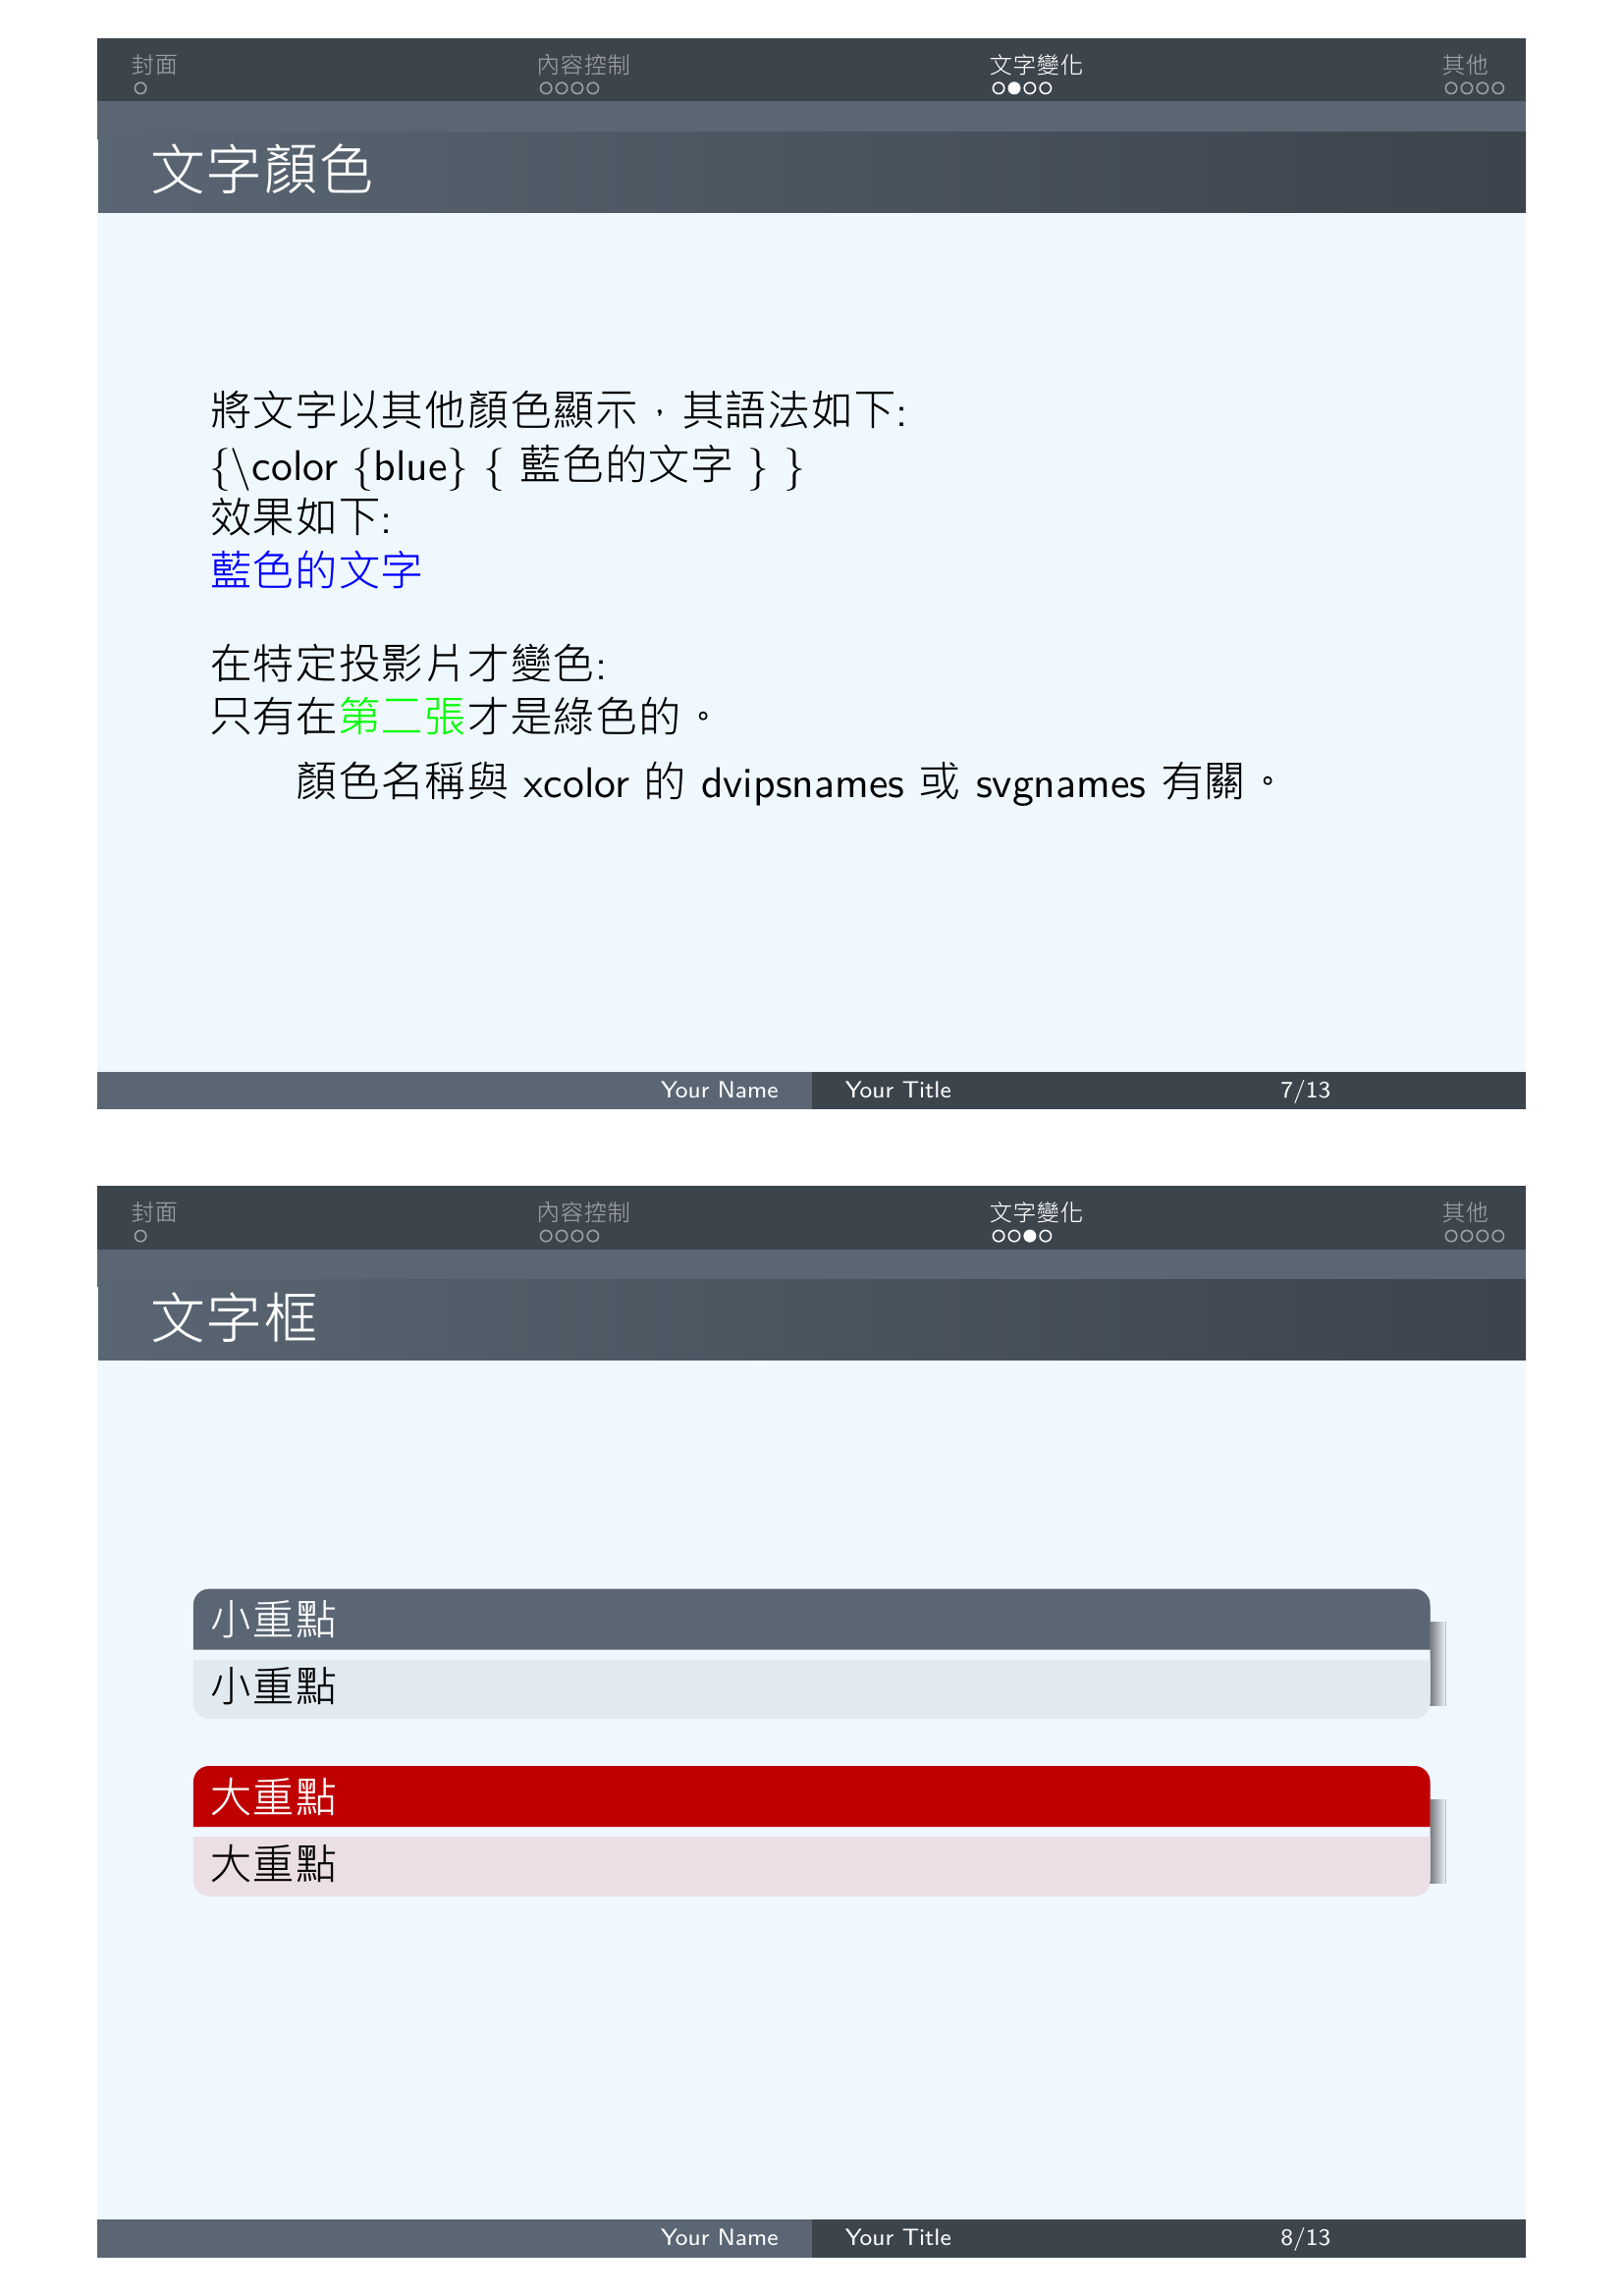 封面 內容控制 文字變化 其他
文字顏色
將文字以其他顏色顯示，其語法如下:
{\color {blue} { 藍色的文字 } }
效果如下:
藍色的文字
在特定投影片才變色:
只有在第二張才是綠色的。
顏色名稱與 xcolor 的 dvipsnames 或 svgnames 有關。
Your Name Your Title 7/13
封面 內容控制 文字變化 其他
文字框
小重點
小重點
大重點
大重點
Your Name Your Title 8/13